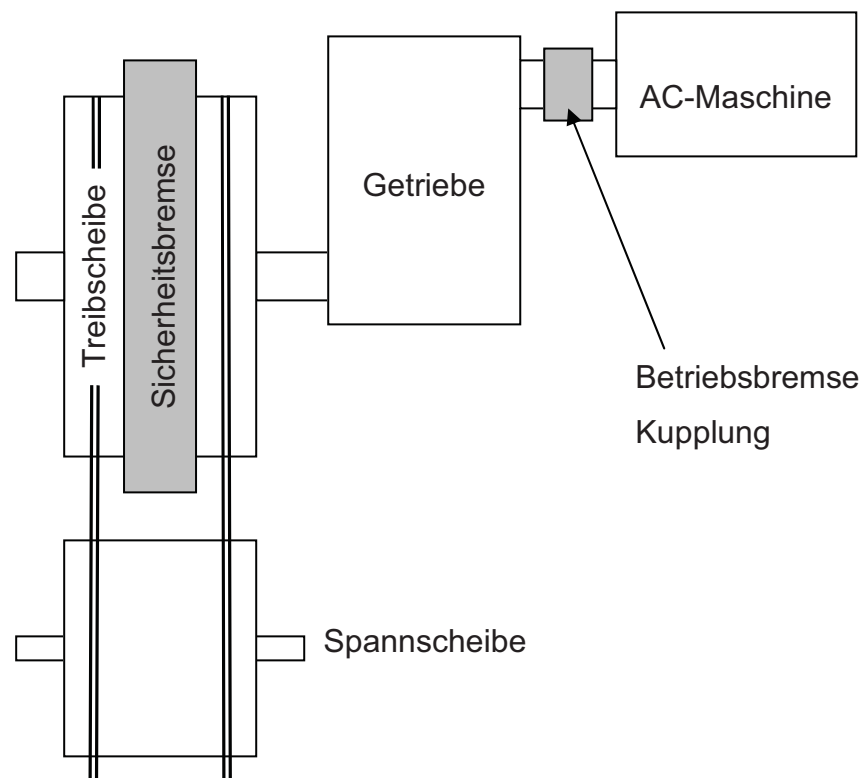 AC-Maschine
Getriebe
Treibscheibe
Sicherheitsbremse
Betriebsbremse
Kupplung
Spannscheibe